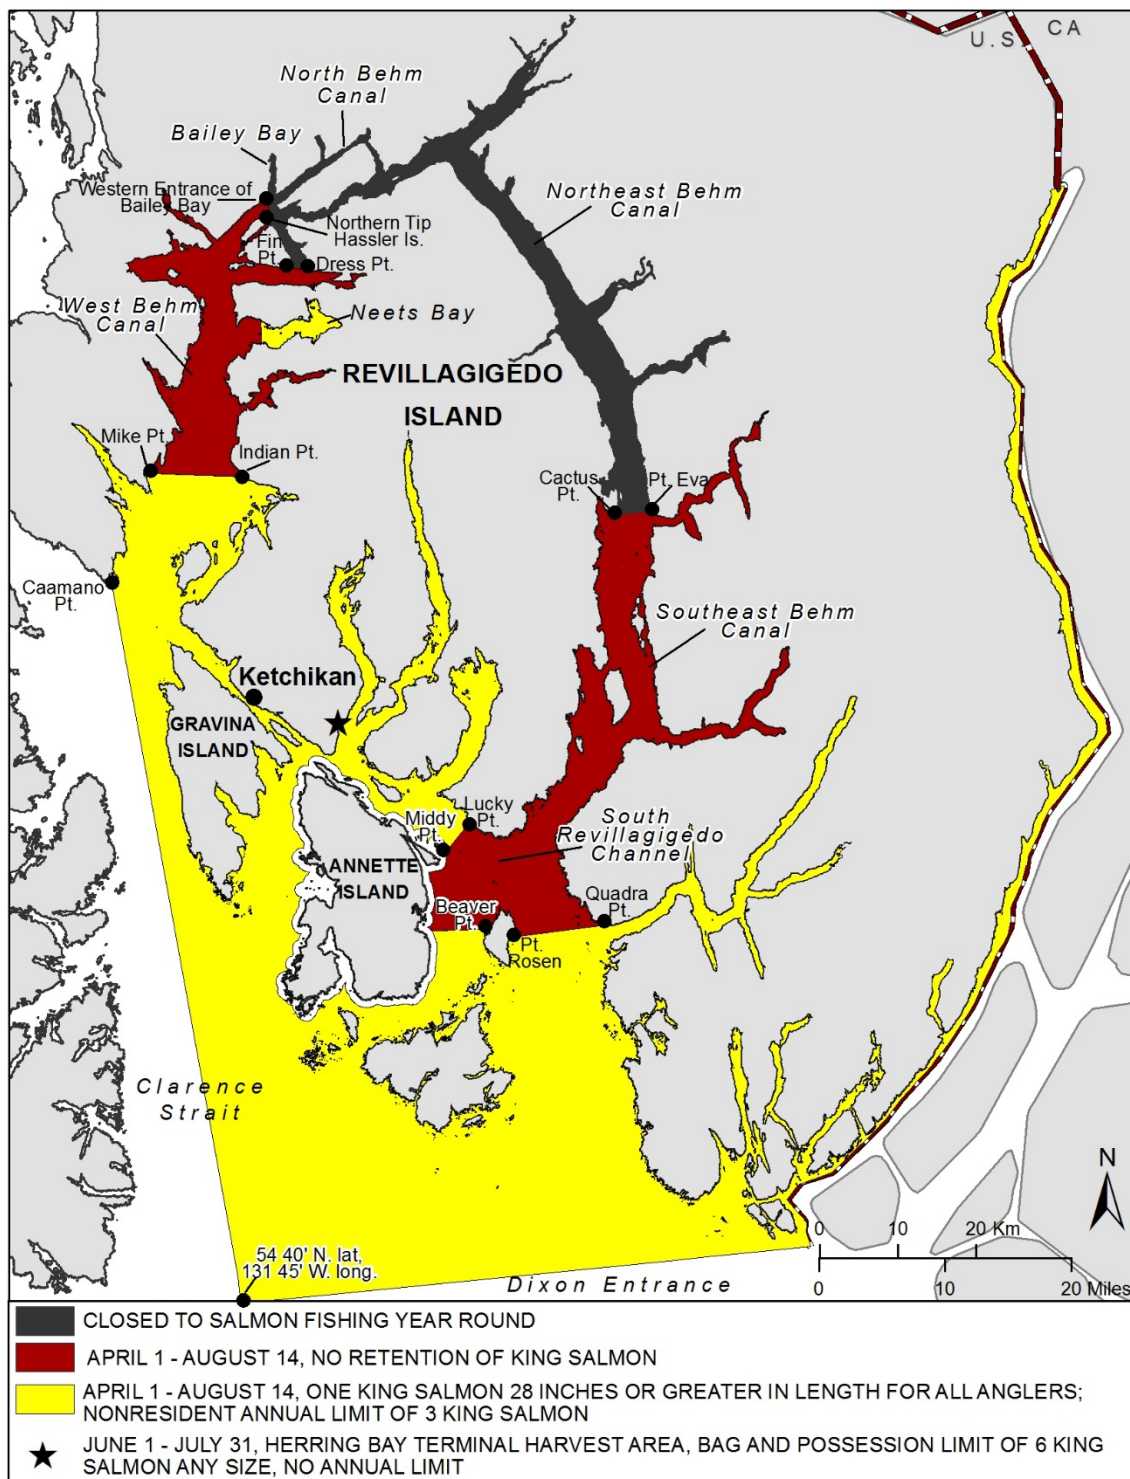 U.S. CA
North Behm
Canal
Bailey Bay
Western Entrance of
Bailey Bay
Northeast Behm
Canal
Northern Tip
Hassler Is.
Fin
Pt.
Dress Pt.
West Behm
Canal
Neets Bay
REVILLAGIGEDO
ISLAND
Mike Pt.
Indian Pt.
Cactus
Pt.
Pt. Eva
Caamano
Pt.
Southeast Behm
Canal
Ketchikan
GRAVINA
ISLAND
Lucky
Pt.
Middy
Pt.
South
Revillagigedo
Channel
ANNETTE
ISLAND
Beaver
Pt.
Quadra
Pt.
Pt.
Rosen
Clarence
Strait
N
0 10 20 Km
54 40' N. lat,
131 45' W. long.
Dixon Entrance
0 10 20 Miles
CLOSED TO SALMON FISHING YEAR ROUND
APRIL 1 - AUGUST 14, NO RETENTION OF KING SALMON
APRIL 1 - AUGUST 14, ONE KING SALMON 28 INCHES OR GREATER IN LENGTH FOR ALL ANGLERS;
NONRESIDENT ANNUAL LIMIT OF 3 KING SALMON
JUNE 1 - JULY 31, HERRING BAY TERMINAL HARVEST AREA, BAG AND POSSESSION LIMIT OF 6 KING
SALMON ANY SIZE, NO ANNUAL LIMIT